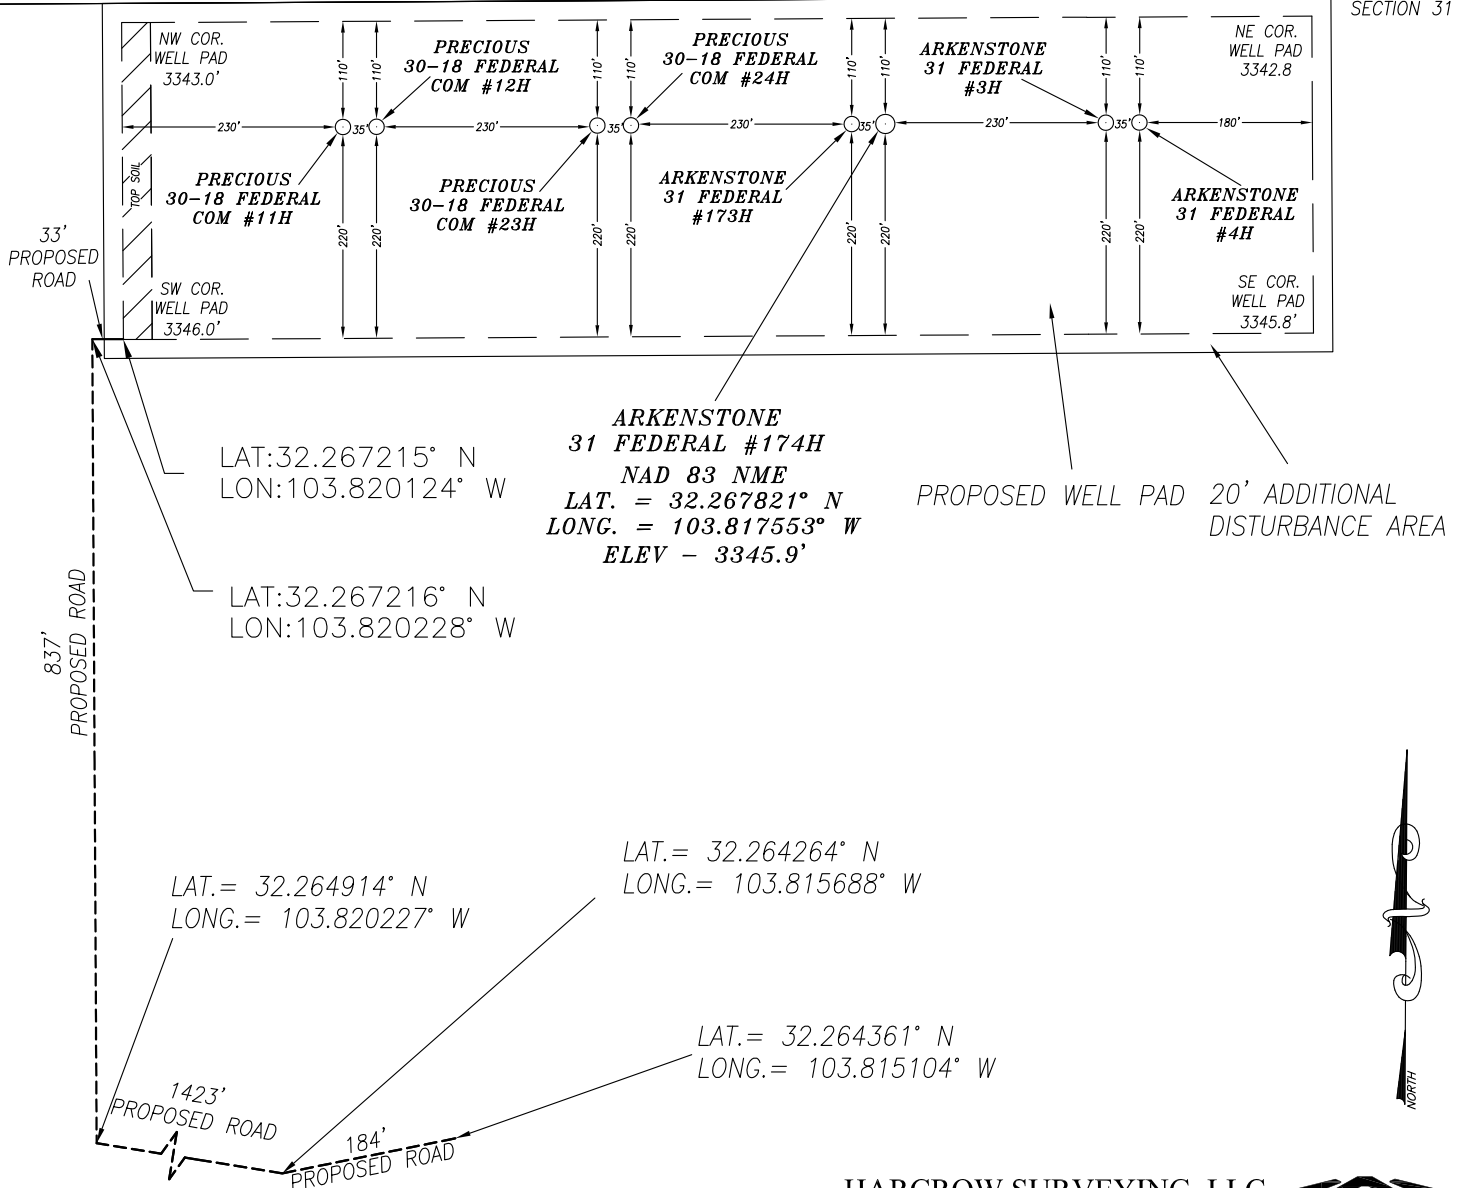 SECTION 31
NW COR.
WELL PAD
3343.0'
PRECIOUS
30-18 FEDERAL
COM #12H
PRECIOUS
30-18 FEDERAL
COM #24H
ARKENSTONE
31 FEDERAL
#3H
NE COR.
WELL PAD
3342.8
110'
110'
110'
110'
110'
110'
110'
110'
230'
35'
230'
35'
230'
35'
230'
35'
180'
TOP SOIL
PRECIOUS
30-18 FEDERAL
COM #11H
PRECIOUS
30-18 FEDERAL
COM #23H
ARKENSTONE
31 FEDERAL
#173H
ARKENSTONE
31 FEDERAL
#4H
220'
220'
220'
220'
220'
220'
220'
220'
33'
PROPOSED
ROAD
SW COR.
WELL PAD
3346.0'
SE COR.
WELL PAD
3345.8'
ARKENSTONE
31 FEDERAL #174H
NAD 83 NME
LAT. = 32.267821° N
LONG. = 103.817553° W
ELEV - 3345.9'
LAT:32.267215° N
LON:103.820124° W
PROPOSED WELL PAD
20' ADDITIONAL
DISTURBANCE AREA
LAT:32.267216° N
LON:103.820228° W
837'
PROPOSED ROAD
LAT.= 32.264264° N
LONG.= 103.815688° W
LAT.= 32.264914° N
LONG.= 103.820227° W
LAT.= 32.264361° N
LONG.= 103.815104° W
1423'
PROPOSED ROAD
184'
PROPOSED ROAD
NORTH
HARCROW SURVEYING, LLC